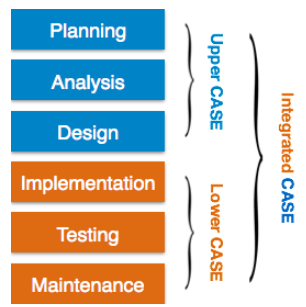 Planning
Analysis
Design
Implementation
Testing
Maintenance
Upper CASE
Lower CASE
Integrated CASE